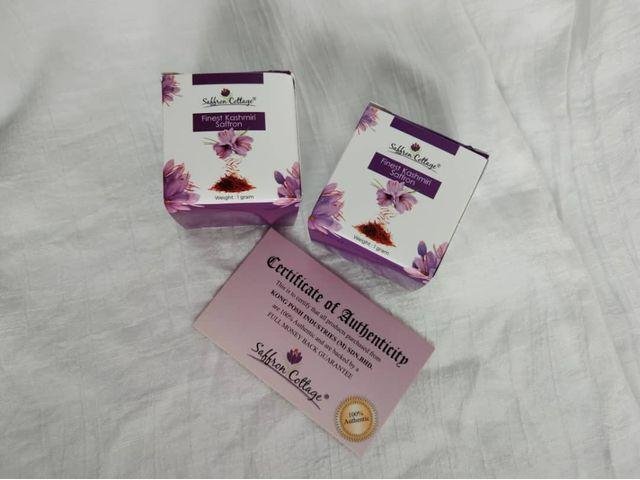 Saffron Cottage®
Finest Kashmiri
Saffron
Weight : 1 gram
Saffron Cottage®
Finest Kashmiri
Saffron
Weight : 1 gram
Certificate of Authenticity
This is to certify that all products purchased from
KONG POSH INDUSTRIES (M) SDN BHD.
are 100% Authentic and are backed by a
FULL MONEY BACK GUARANTEE
Saffron Cottage®
100%
Authentic